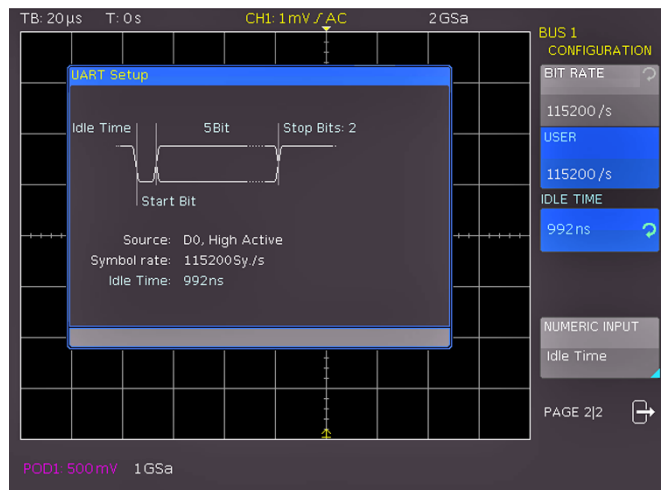 TB: 20µs T: 0s CH1: 1mV / AC 2GSa
BUS 1
CONFIGURATION
UART Setup
BIT RATE
115200/s
Idle Time 5Bit Stop Bits: 2
USER
115200/s
Start Bit
IDLE TIME
992ns
Source: D0, High Active
Symbol rate: 115200Sy./s
Idle Time: 992ns
NUMERIC INPUT
Idle Time
PAGE 2|2
POD1: 500mV 1GSa